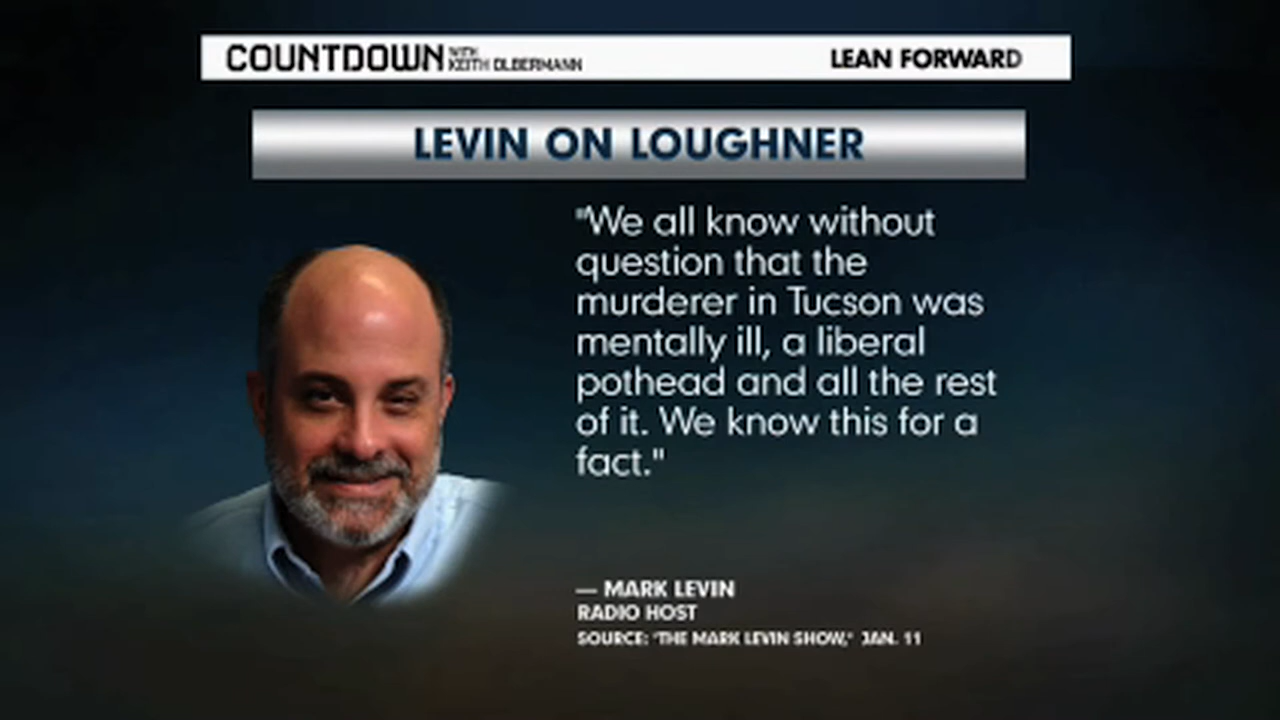 COUNTDOWN WITH KEITH OLBERMANN LEAN FORWARD
LEVIN ON LOUGHNER
"We all know without
question that the
murderer in Tucson was
mentally ill, a liberal
pothead and all the rest
of it. We know this for a
fact."
— MARK LEVIN
RADIO HOST
SOURCE: "THE MARK LEVIN SHOW," JAN. 11